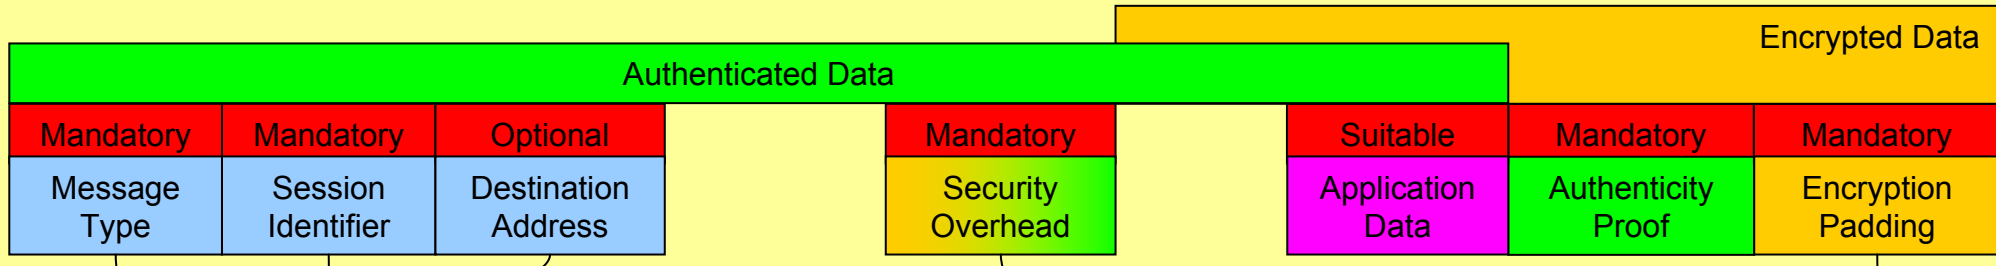 Encrypted Data
Authenticated Data
Mandatory
Mandatory
Optional
Mandatory
Suitable
Mandatory
Mandatory
Message
Type
Session
Identifier
Destination
Address
Security
Overhead
Application
Data
Authenticity
Proof
Encryption
Padding